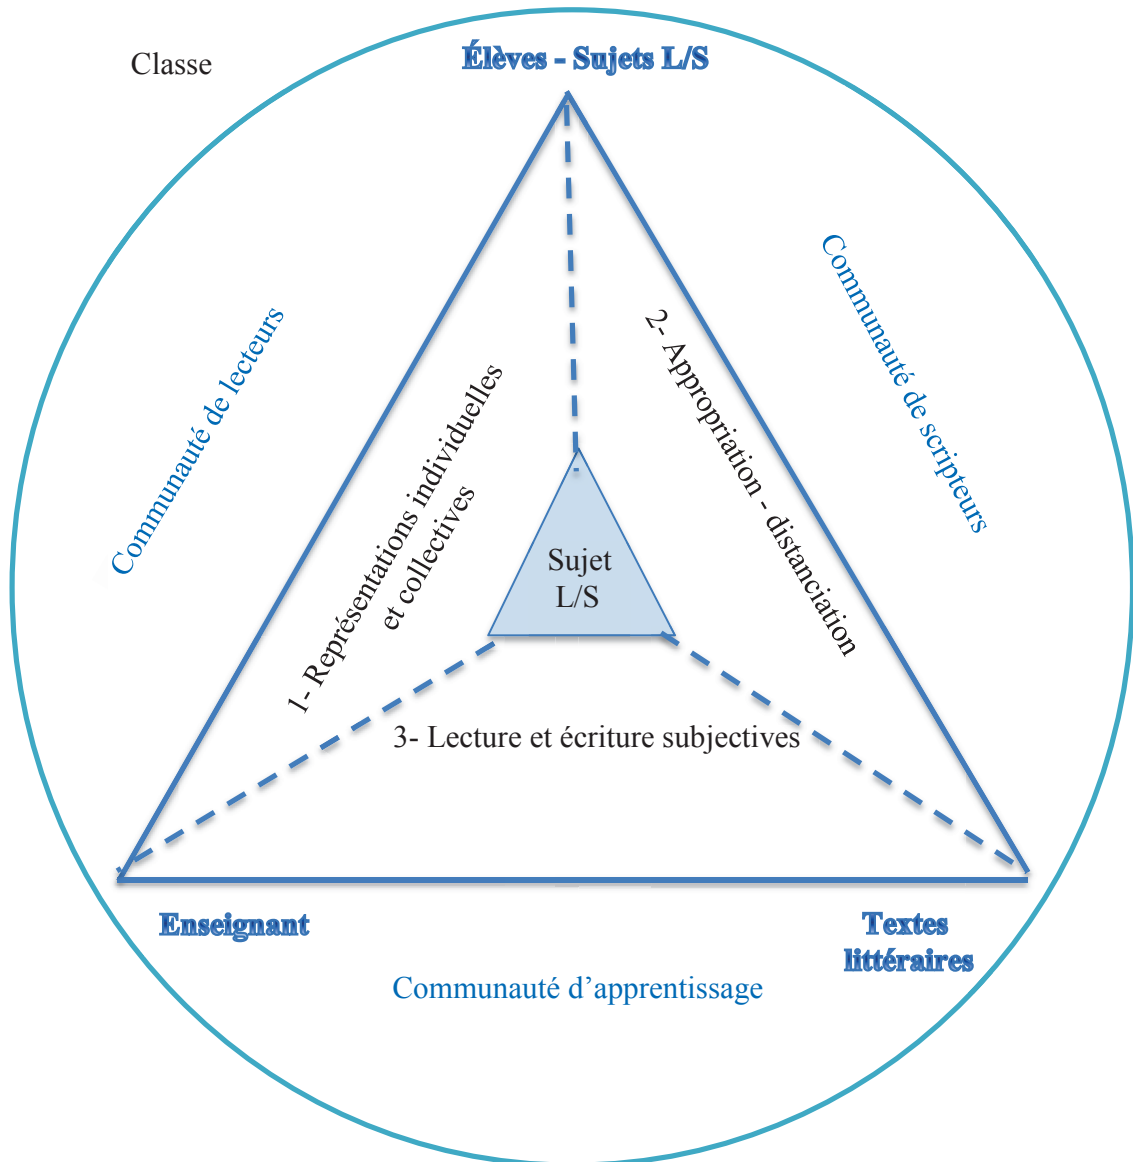 Classe
Élèves - Sujets L/S
Communauté de lecteurs
Communauté de scripteurs
1- Représentations individuelles
et collectives
2- Appropriation - distanciation
Sujet
L/S
3- Lecture et écriture subjectives
Enseignant
Textes
littéraires
Communauté d’apprentissage